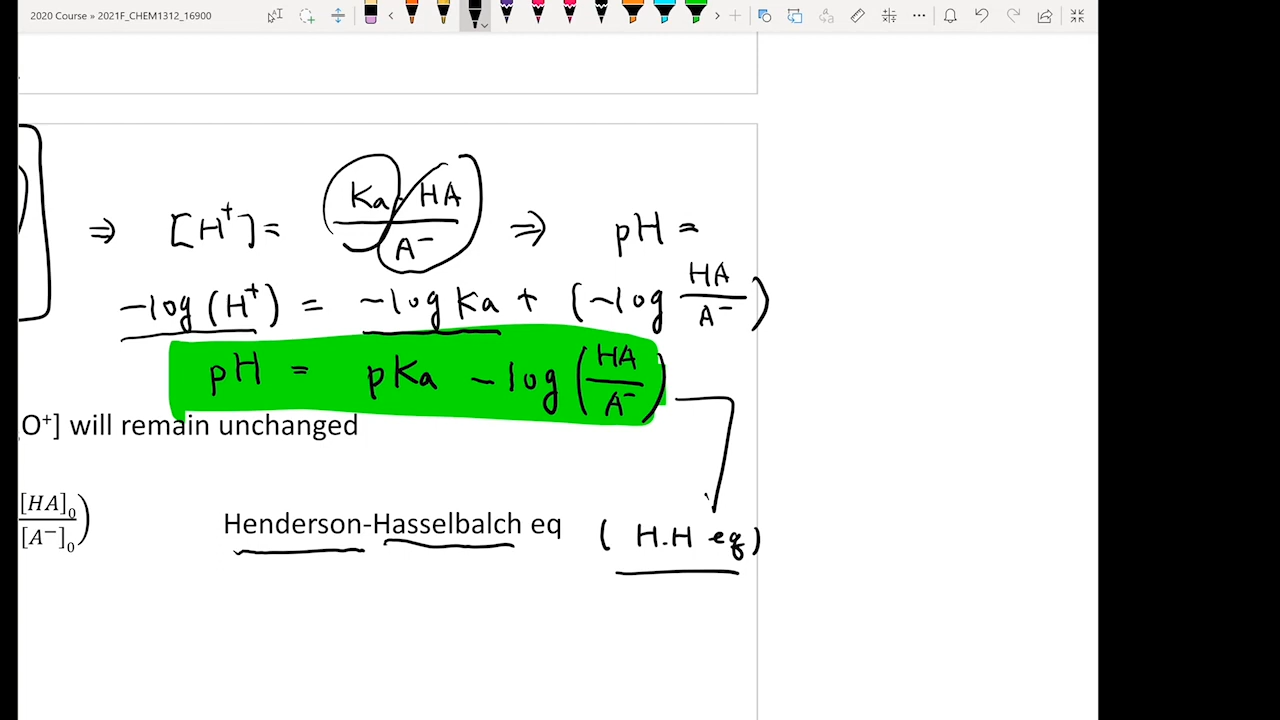 2020 Course » 2021F_CHEM1312_16900
⇒ [H⁺] = Ka · HA / A⁻ ⇒ pH =
-log (H⁺) = -log Ka + (-log HA / A⁻)
pH = pKa - log (HA / A⁻)
O⁺] will remain unchanged
[HA]₀ / [A⁻]₀ )
Henderson-Hasselbalch eq ( H.H eq)